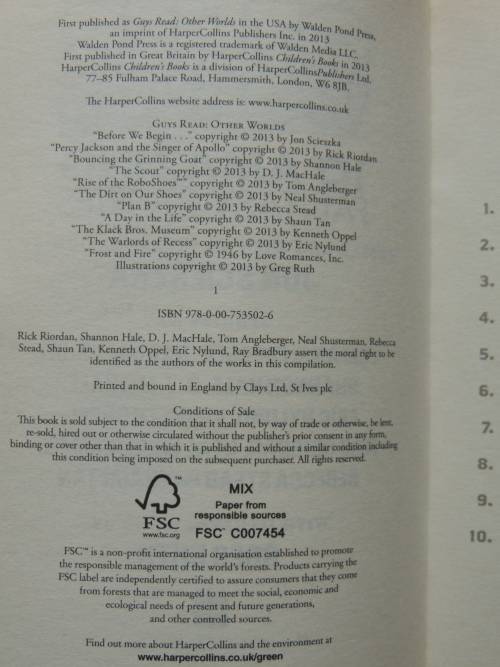 First published as Guys Read: Other Worlds in the USA by Walden Pond Press,
an imprint of HarperCollins Publishers Inc. in 2013
Walden Pond Press is a registered trademark of Walden Media LLC.
First published in Great Britain by HarperCollins Children's Books in 2013
HarperCollins Children's Books is a division of HarperCollinsPublishers Ltd,
77–85 Fulham Palace Road, Hammersmith, London, W6 8JB.
The HarperCollins website address is: www.harpercollins.co.uk
GUYS READ: OTHER WORLDS
"Before We Begin . . ." copyright © 2013 by Jon Scieszka
"Percy Jackson and the Singer of Apollo" copyright © 2013 by Rick Riordan
"Bouncing the Grinning Goat" copyright © 2013 by Shannon Hale
"The Scout" copyright © 2013 by D. J. MacHale
"Rise of the RoboShoes™" copyright © 2013 by Tom Angleberger
"The Dirt on Our Shoes" copyright © 2013 by Neal Shusterman
"Plan B" copyright © 2013 by Rebecca Stead
"A Day in the Life" copyright © 2013 by Shaun Tan
"The Klack Bros. Museum" copyright © 2013 by Kenneth Oppel
"The Warlords of Recess" copyright © 2013 by Eric Nylund
"Frost and Fire" copyright © 1946 by Love Romances, Inc.
Illustrations copyright © 2013 by Greg Ruth
1
ISBN 978-0-00-753502-6
Rick Riordan, Shannon Hale, D. J. MacHale, Tom Angleberger, Neal Shusterman, Rebecca
Stead, Shaun Tan, Kenneth Oppel, Eric Nylund, Ray Bradbury assert the moral right to be
identified as the authors of the works in this compilation.
Printed and bound in England by Clays Ltd, St Ives plc
Conditions of Sale
This book is sold subject to the condition that it shall not, by way of trade or otherwise, be lent,
re-sold, hired out or otherwise circulated without the publisher's prior consent in any form,
binding or cover other than that in which it is published and without a similar condition including
this condition being imposed on the subsequent purchaser. All rights reserved.
FSC
www.fsc.org
MIX
Paper from
responsible sources
FSC™ C007454
FSC™ is a non-profit international organisation established to promote
the responsible management of the world's forests. Products carrying the
FSC label are independently certified to assure consumers that they come
from forests that are managed to meet the social, economic and
ecological needs of present and future generations,
and other controlled sources.
Find out more about HarperCollins and the environment at
www.harpercollins.co.uk/green
1.
2.
3.
4.
5.
6.
7.
8.
9.
10.